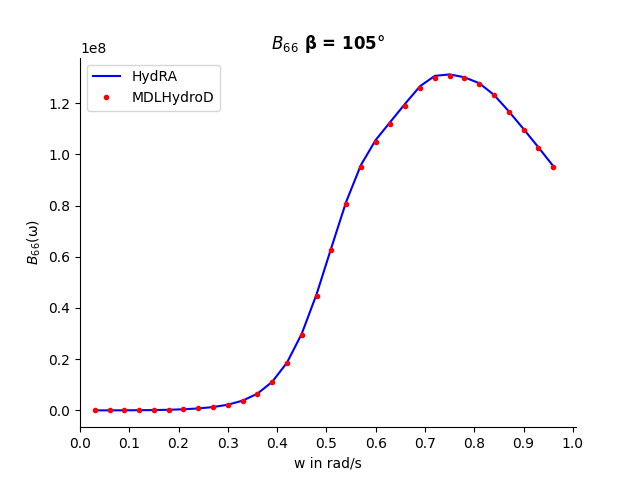 B₆₆ β = 105°
1e8
HydRA
MDLHydroD
1.2
1.0
0.8
0.6
0.4
0.2
0.0
B₆₆(ω)
0.0 0.1 0.2 0.3 0.4 0.5 0.6 0.7 0.8 0.9 1.0
w in rad/s